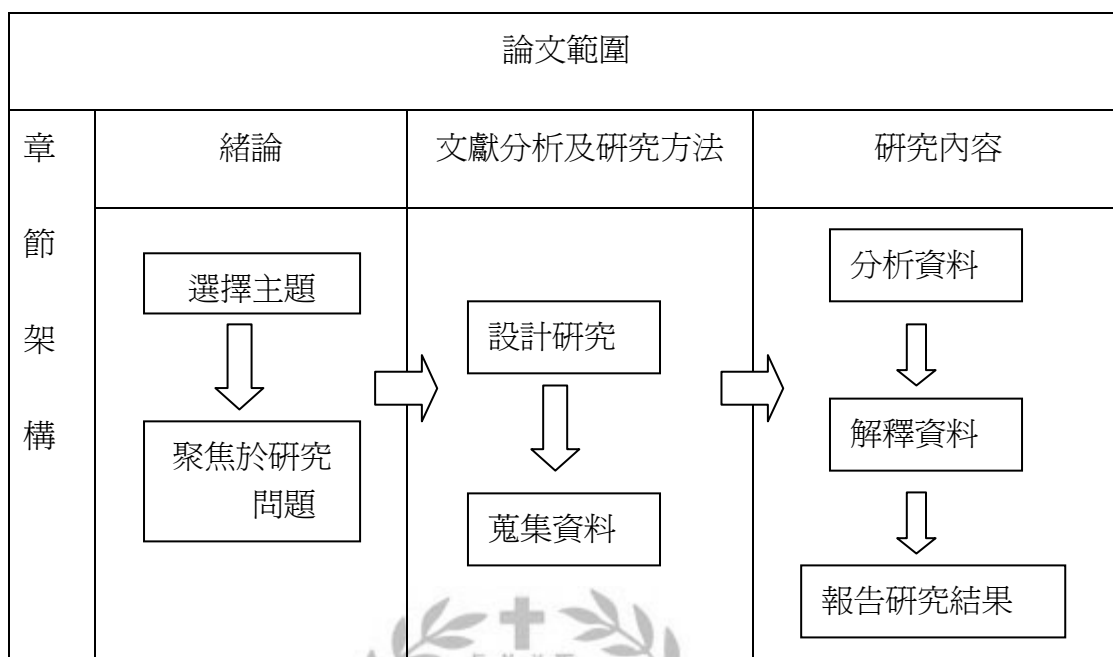 論文範圍
章節架構
緒論
文獻分析及研究方法
研究內容
選擇主題
聚焦於研究
問題
設計研究
蒐集資料
分析資料
解釋資料
報告研究結果